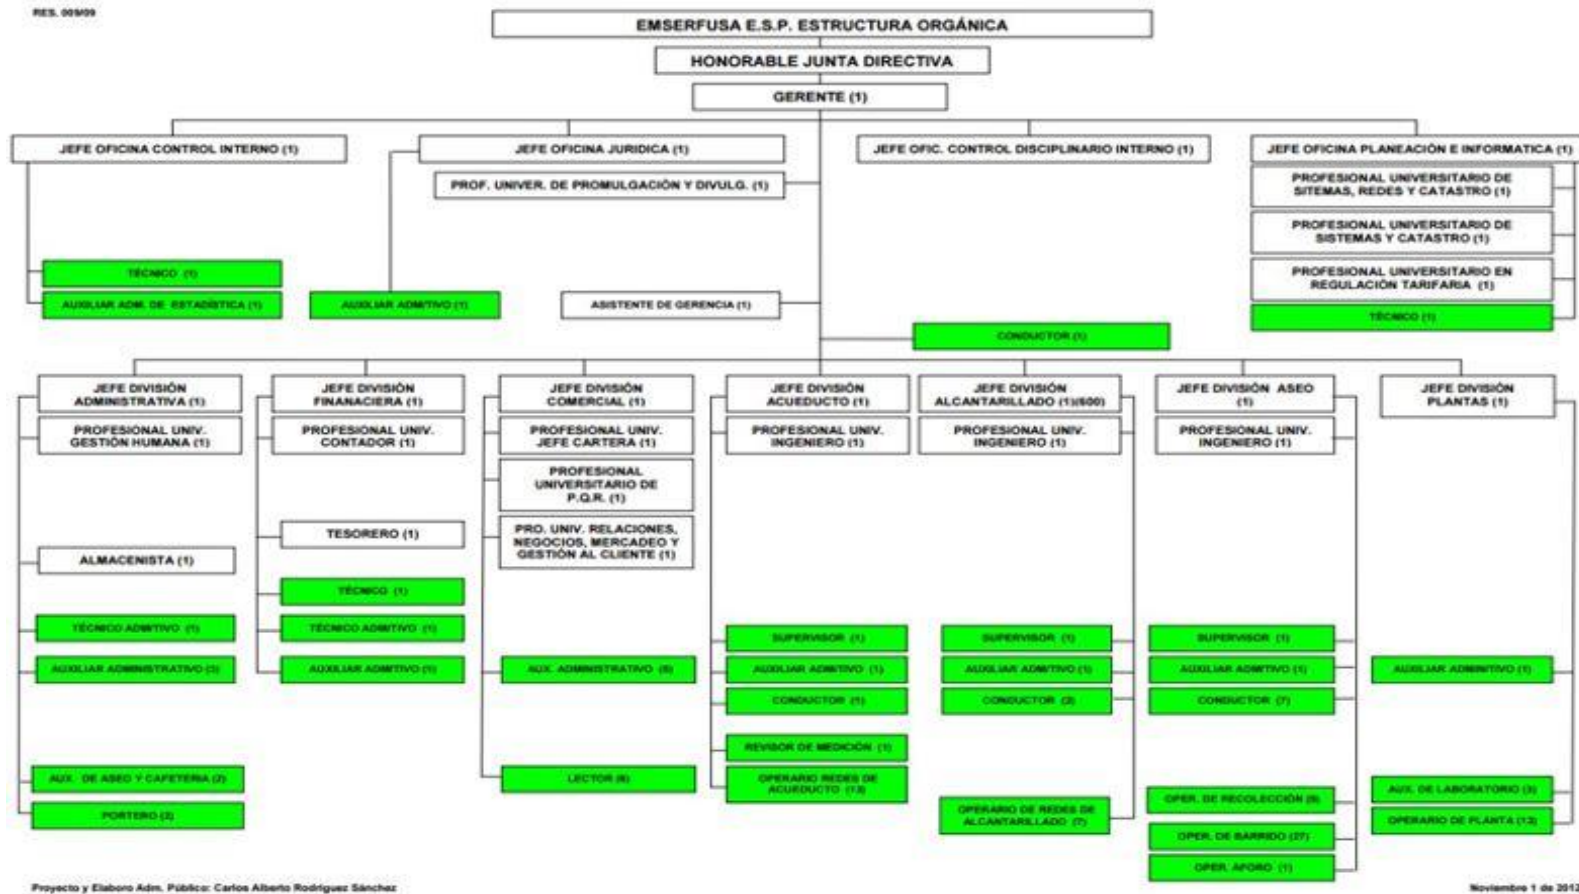 RES. 009/09
EMSERFUSA E.S.P. ESTRUCTURA ORGÁNICA
HONORABLE JUNTA DIRECTIVA
GERENTE (1)
JEFE OFICINA CONTROL INTERNO (1)
JEFE OFICINA JURIDICA (1)
JEFE OFIC. CONTROL DISCIPLINARIO INTERNO (1)
JEFE OFICINA PLANEACIÓN E INFORMATICA (1)
PROF. UNIVER. DE PROMULGACIÓN Y DIVULG. (1)
PROFESIONAL UNIVERSITARIO DE
SITEMAS, REDES Y CATASTRO (1)
PROFESIONAL UNIVERSITARIO DE
SISTEMAS Y CATASTRO (1)
PROFESIONAL UNIVERSITARIO EN
REGULACIÓN TARIFARIA (1)
TÉCNICO (1)
TÉCNICO (1)
AUXILIAR ADM. DE ESTADÍSTICA (1)
AUXILIAR ADMITIVO (1)
ASISTENTE DE GERENCIA (1)
CONDUCTOR (1)
JEFE DIVISIÓN
ADMINISTRATIVA (1)
PROFESIONAL UNIV.
GESTIÓN HUMANA (1)
ALMACENISTA (1)
TÉCNICO ADMITIVO (1)
AUXILIAR ADMINISTRATIVO
AUX. DE ASEO Y CAFETERIA (2)
PORTERO
JEFE DIVISIÓN
FINANACIERA (1)
PROFESIONAL UNIV.
CONTADOR (1)
TESORERO (1)
TÉCNICO (1)
TÉCNICO ADMITIVO (1)
AUXILIAR ADMITIVO (1)
JEFE DIVISIÓN
COMERCIAL (1)
PROFESIONAL UNIV.
JEFE CARTERA (1)
PROFESIONAL
UNIVERSITARIO DE
P.Q.R. (1)
PRO. UNIV. RELACIONES,
NEGOCIOS, MERCADEO Y
GESTIÓN AL CLIENTE (1)
AUX. ADMINISTRATIVO
LECTOR
JEFE DIVISIÓN
ACUEDUCTO (1)
PROFESIONAL UNIV.
INGENIERO (1)
SUPERVISOR (1)
AUXILIAR ADMITIVO (1)
CONDUCTOR (1)
REVISOR DE MEDICIÓN (1)
OPERARIO REDES DE
ACUEDUCTO (13)
JEFE DIVISIÓN
ALCANTARILLADO (1)(600)
PROFESIONAL UNIV.
INGENIERO (1)
SUPERVISOR (1)
AUXILIAR ADMITIVO (1)
CONDUCTOR
OPERARIO DE REDES DE
ALCANTARILLADO (7)
JEFE DIVISIÓN ASEO
(1)
PROFESIONAL UNIV.
INGENIERO (1)
SUPERVISOR (1)
AUXILIAR ADMITIVO (1)
CONDUCTOR (7)
OPER. DE RECOLECCIÓN
OPER. DE BARRIDO (27)
OPER. AFORO (1)
JEFE DIVISIÓN
PLANTAS (1)
AUXILIAR ADMINITIVO (1)
AUX. DE LABORATORIO
OPERARIO DE PLANTA (13)
Proyecto y Elaboro Adm. Público: Carlos Alberto Rodríguez Sánchez
Noviembre 1 de 2012